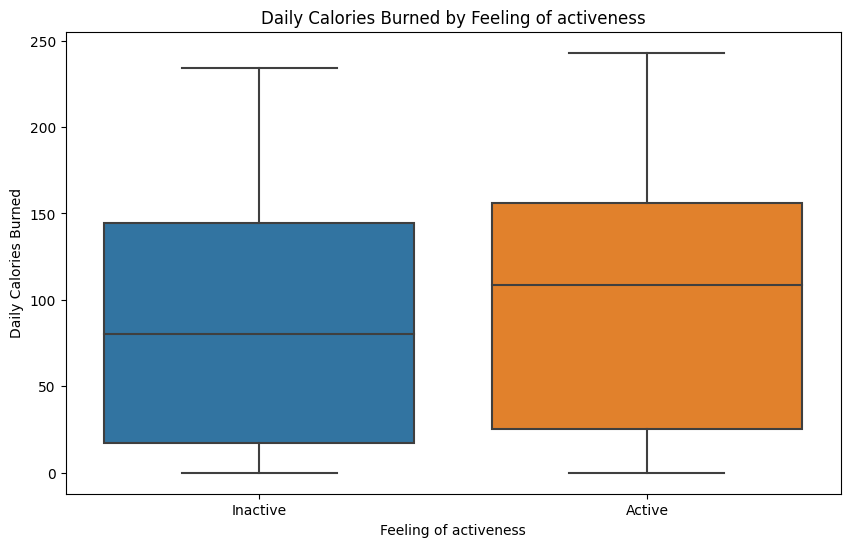 Daily Calories Burned by Feeling of activeness
Daily Calories Burned
250
200
150
100
50
0
Inactive
Active
Feeling of activeness